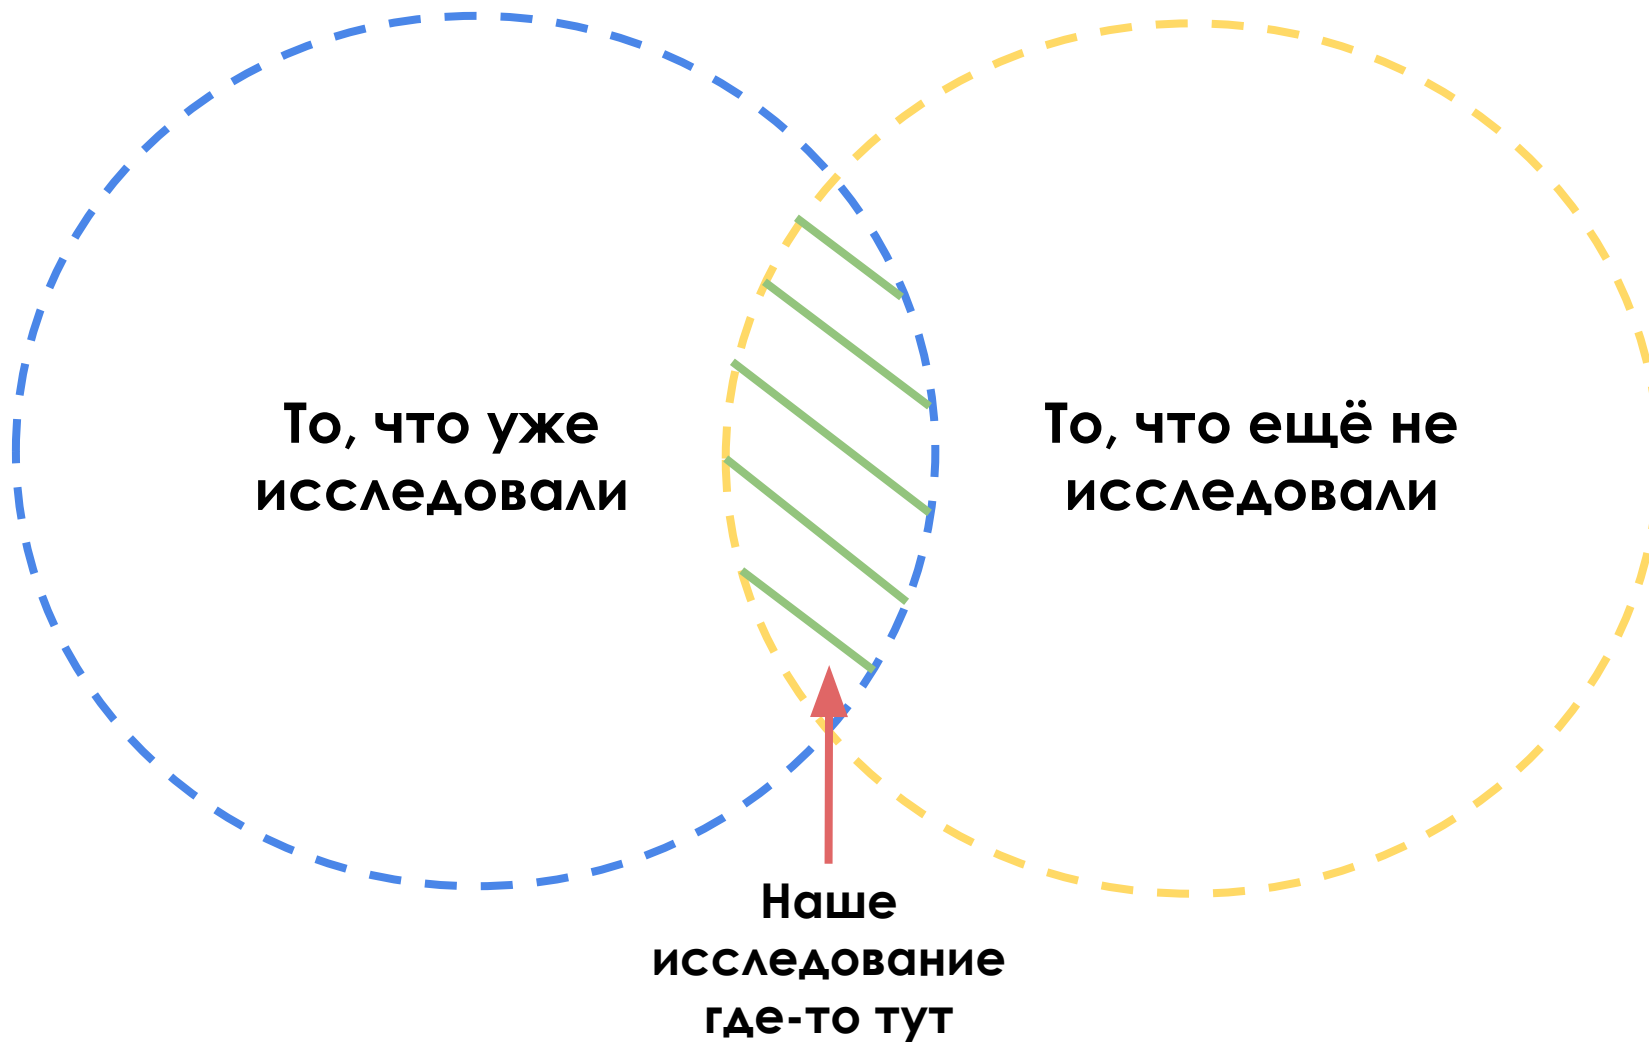 То, что уже
исследовали
То, что ещё не
исследовали
Наше
исследование
где-то тут